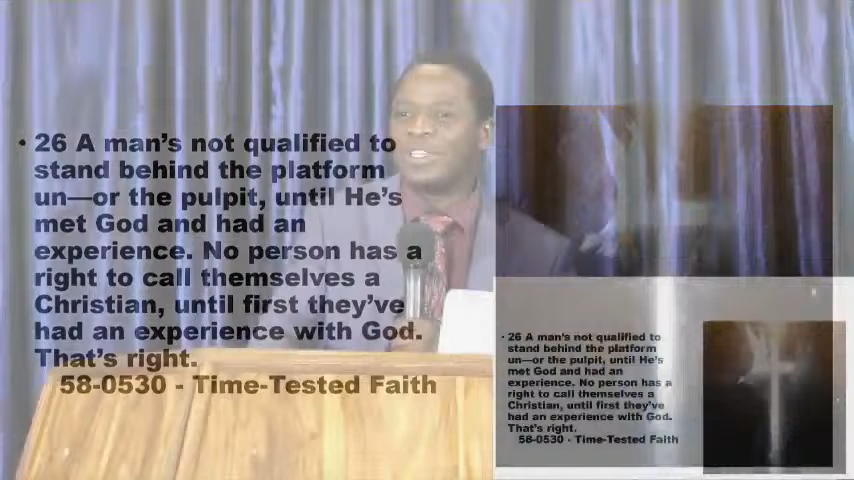 • 26 A man's not qualified to
stand behind the platform
un—or the pulpit, until He's
met God and had an
experience. No person has a
right to call themselves a
Christian, until first they've
had an experience with God.
That's right.
58-0530 - Time-Tested Faith
• 26 A man's not qualified to
stand behind the platform
un—or the pulpit, until He's
met God and had an
experience. No person has a
right to call themselves a
Christian, until first they've
had an experience with God.
That's right.
58-0530 - Time-Tested Faith